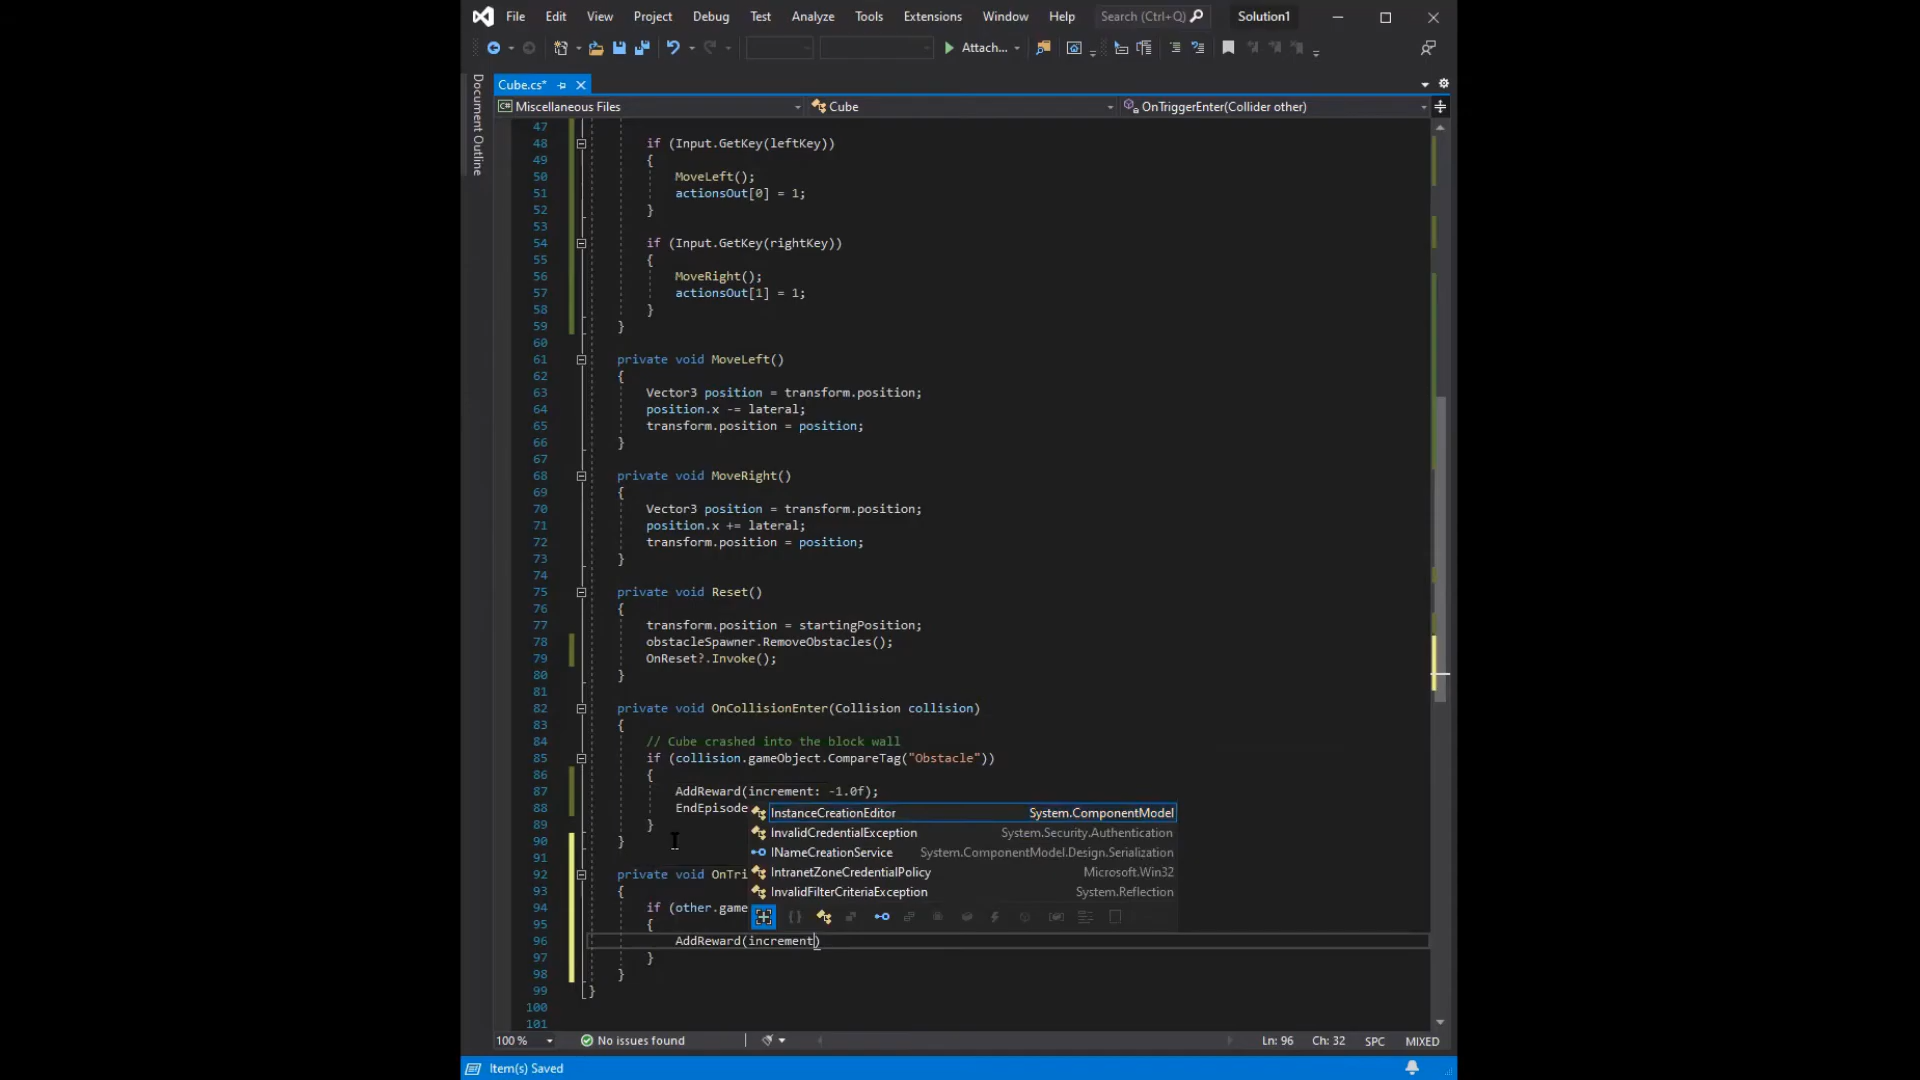 File Edit View Project Debug Test Analyze Tools Extensions Window Help Search (Ctrl+Q) Solution1
Attach...
Document Outline
Cube.cs*
Miscellaneous Files Cube OnTriggerEnter(Collider other)
47
48 if (Input.GetKey(leftKey))
49 {
50 MoveLeft();
51 actionsOut[0] = 1;
52 }
53
54 if (Input.GetKey(rightKey))
55 {
56 MoveRight();
57 actionsOut[1] = 1;
58 }
59 }
60
61 private void MoveLeft()
62 {
63 Vector3 position = transform.position;
64 position.x -= lateral;
65 transform.position = position;
66 }
67
68 private void MoveRight()
69 {
70 Vector3 position = transform.position;
71 position.x += lateral;
72 transform.position = position;
73 }
74
75 private void Reset()
76 {
77 transform.position = startingPosition;
78 obstacleSpawner.RemoveObstacles();
79 OnReset?.Invoke();
80 }
81
82 private void OnCollisionEnter(Collision collision)
83 {
84 // Cube crashed into the block wall
85 if (collision.gameObject.CompareTag("Obstacle"))
86 {
87 AddReward(increment: -1.0f);
88 EndEpisode InstanceCreationEditor System.ComponentModel
89 } InvalidCredentialException System.Security.Authentication
90 } INameCreationService System.ComponentModel.Design.Serialization
91
92 private void OnTri IntranetZoneCredentialPolicy Microsoft.Win32
93 { InvalidFilterCriteriaException System.Reflection
94 if (other.game
95 {
96 AddReward(increment)
97 }
98 }
99 }
100
101
100 % No issues found Ln: 96 Ch: 32 SPC MIXED
Item(s) Saved